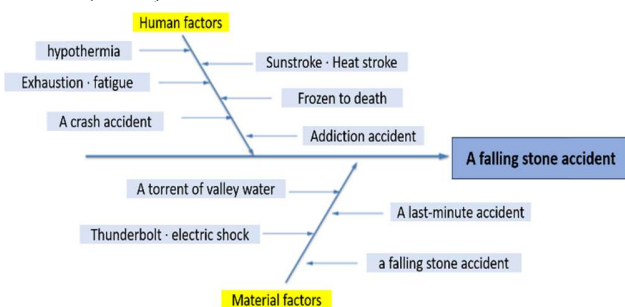 Human factors
hypothermia
Sunstroke · Heat stroke
Exhaustion · fatigue
Frozen to death
A crash accident
Addiction accident
A falling stone accident
A torrent of valley water
A last-minute accident
Thunderbolt · electric shock
a falling stone accident
Material factors